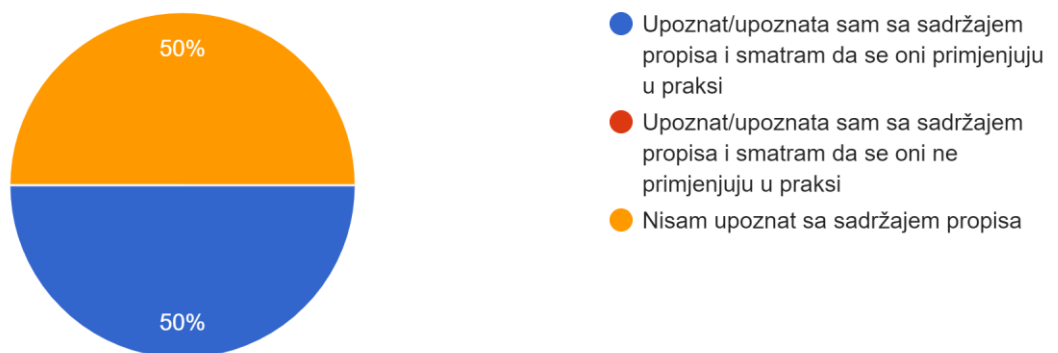 50%
50%
Upoznat/upoznata sam sa sadržajem
propisa i smatram da se oni primjenjuju
u praksi
Upoznat/upoznata sam sa sadržajem
propisa i smatram da se oni ne
primjenjuju u praksi
Nisam upoznat sa sadržajem propisa